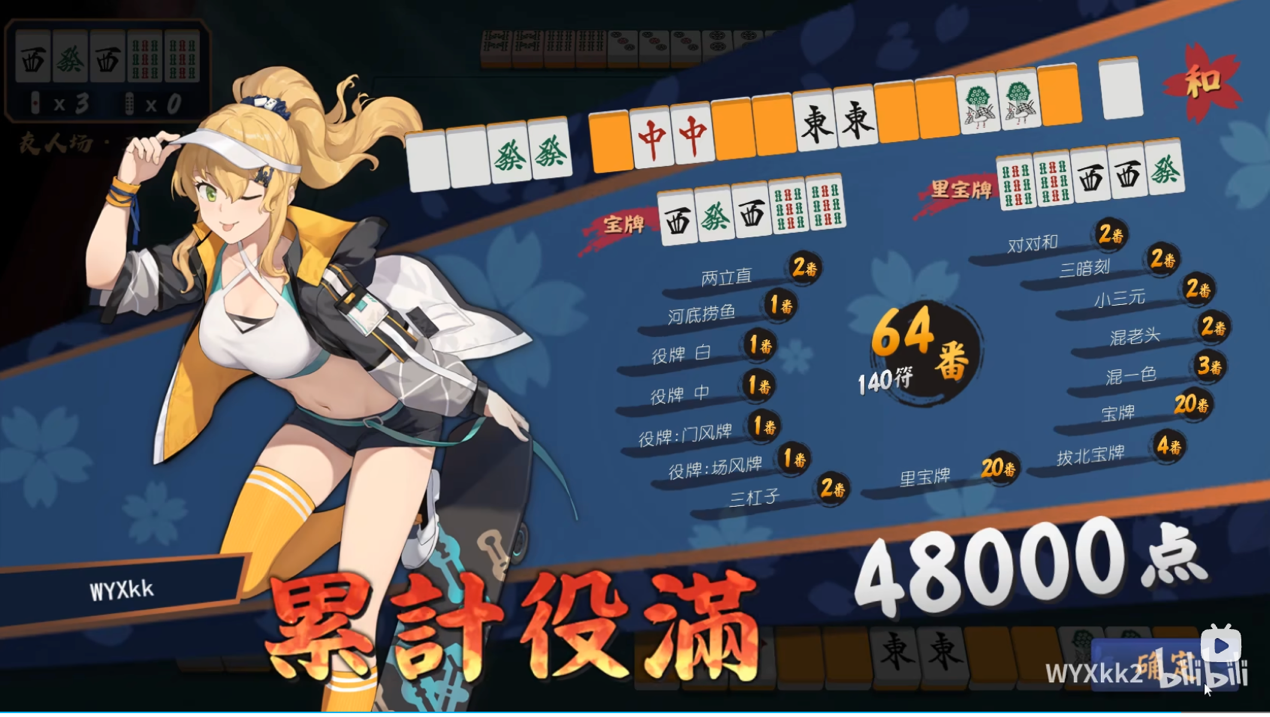 西 發 西
x 3 x 0
發 發 中 中 東 東
和
宝牌 西 發 西
里宝牌 西 西 發
两立直 2番
河底捞鱼 1番
役牌 白 1番
役牌 中 1番
役牌:门风牌 1番
役牌:场风牌 1番
三杠子 2番
64番
140符
对对和 2番
三暗刻 2番
小三元 2番
混老头 2番
混一色 3番
宝牌 20番
拔北宝牌 4番
里宝牌 20番
48000点
WYXkk
累計役滿
東 東
确定
WYXkk2 bilibili